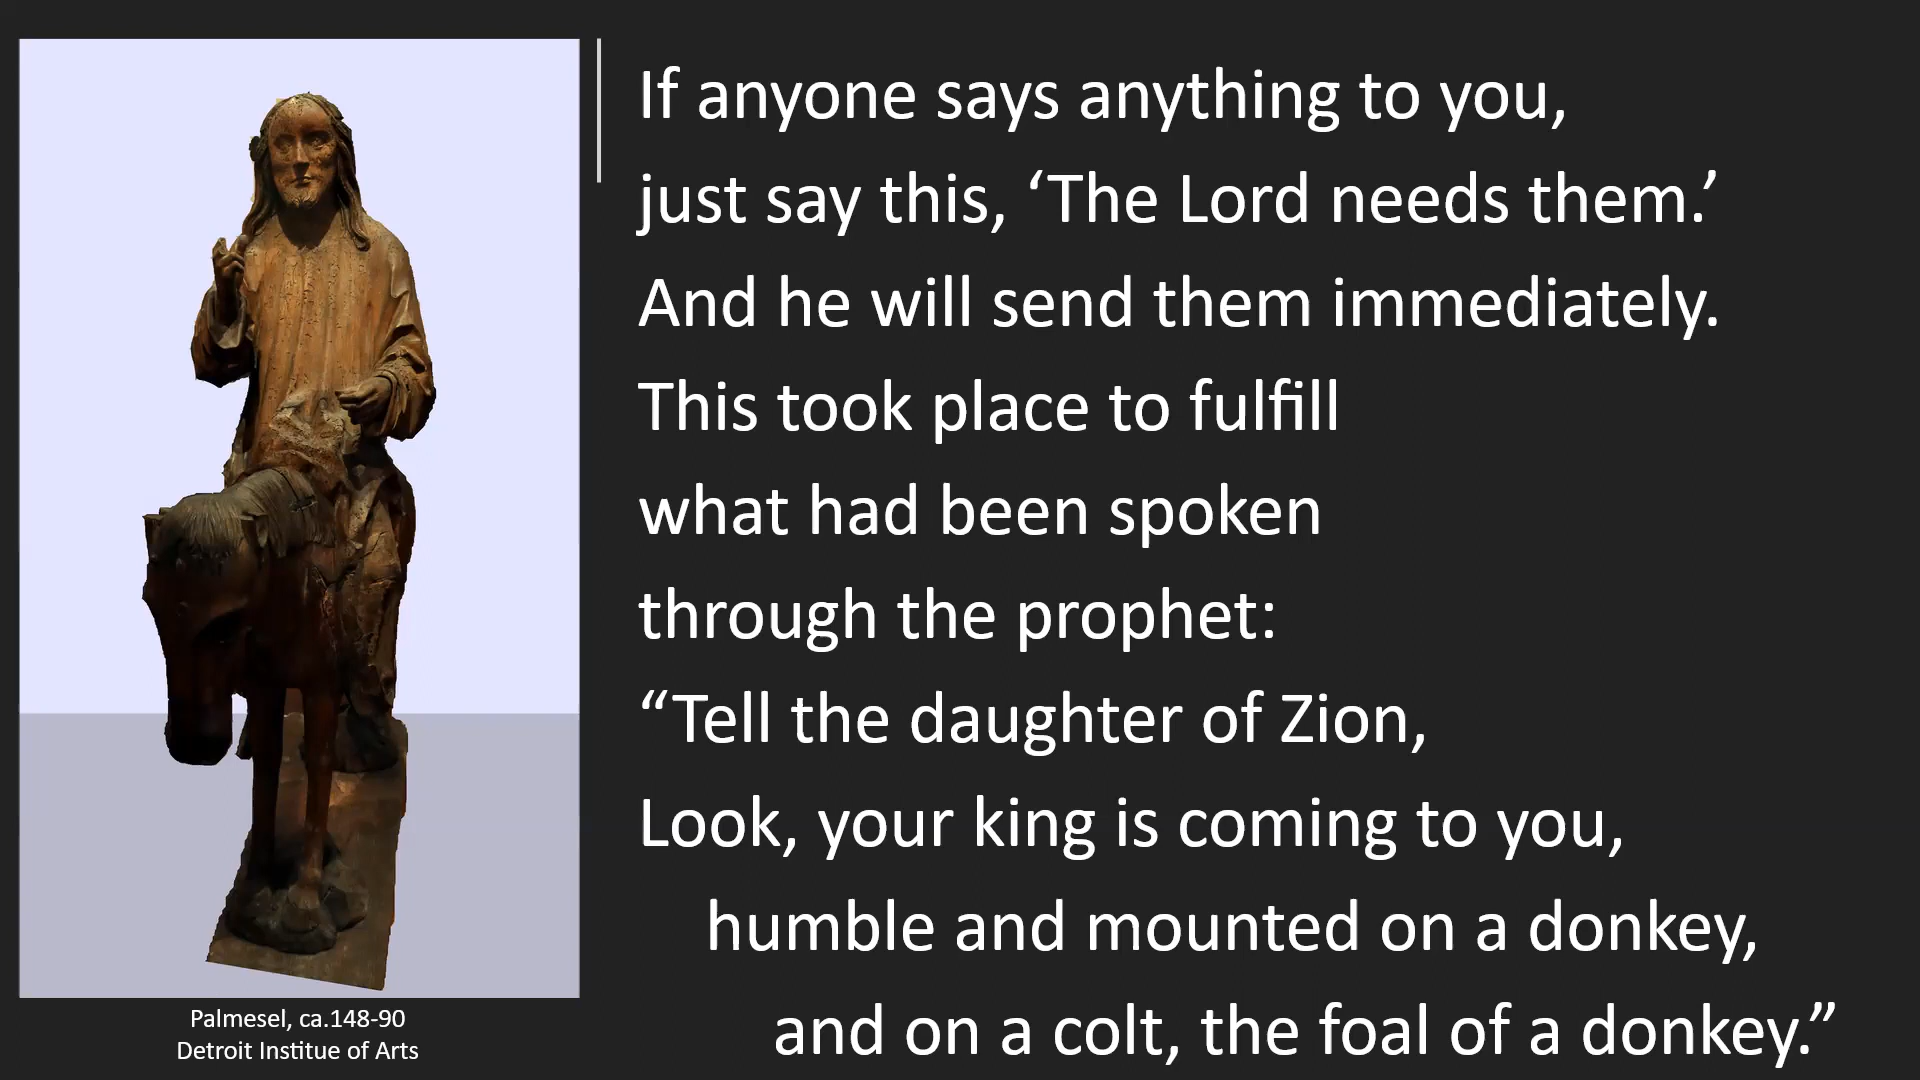 If anyone says anything to you,
just say this, ‘The Lord needs them.’
And he will send them immediately.
This took place to fulfill
what had been spoken
through the prophet:
“Tell the daughter of Zion,
Look, your king is coming to you,
humble and mounted on a donkey,
and on a colt, the foal of a donkey.”
Palmesel, ca.148-90
Detroit Institue of Arts